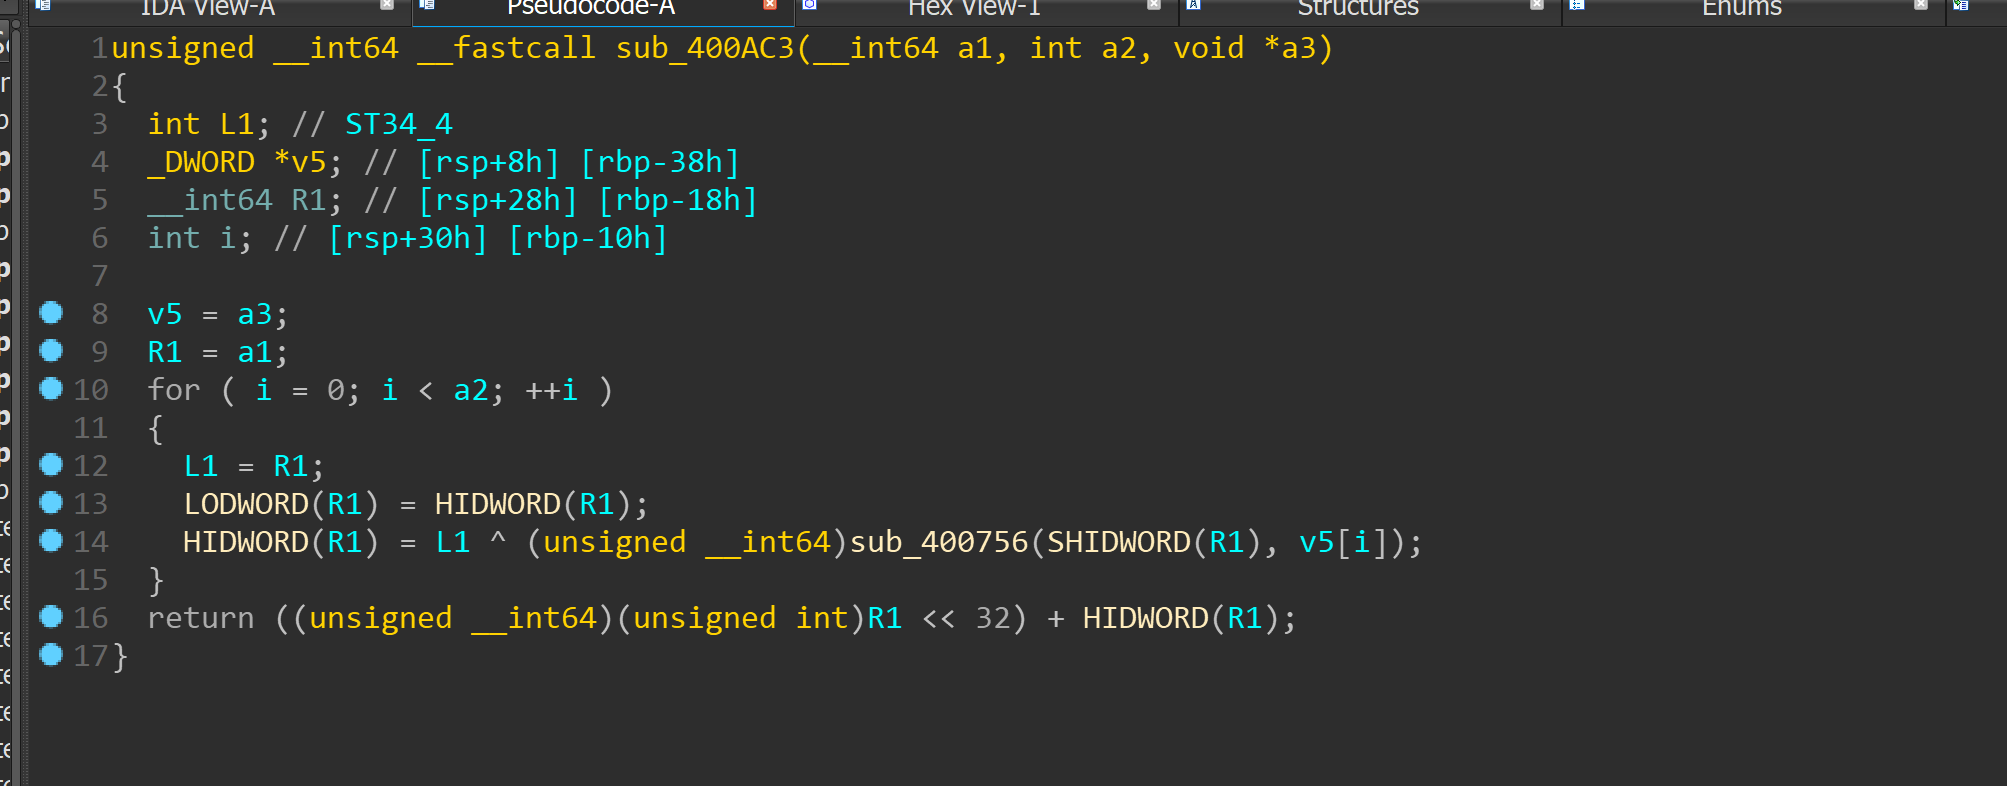 IDA View-A Pseudocode-A Hex View-1 Structures Enums
1 unsigned __int64 __fastcall sub_400AC3(__int64 a1, int a2, void *a3)
2 {
3 int L1; // ST34_4
4 _DWORD *v5; // [rsp+8h] [rbp-38h]
5 __int64 R1; // [rsp+28h] [rbp-18h]
6 int i; // [rsp+30h] [rbp-10h]
7
8 v5 = a3;
9 R1 = a1;
10 for ( i = 0; i < a2; ++i )
11 {
12 L1 = R1;
13 LODWORD(R1) = HIDWORD(R1);
14 HIDWORD(R1) = L1 ^ (unsigned __int64)sub_400756(SHIDWORD(R1), v5[i]);
15 }
16 return ((unsigned __int64)(unsigned int)R1 << 32) + HIDWORD(R1);
17 }